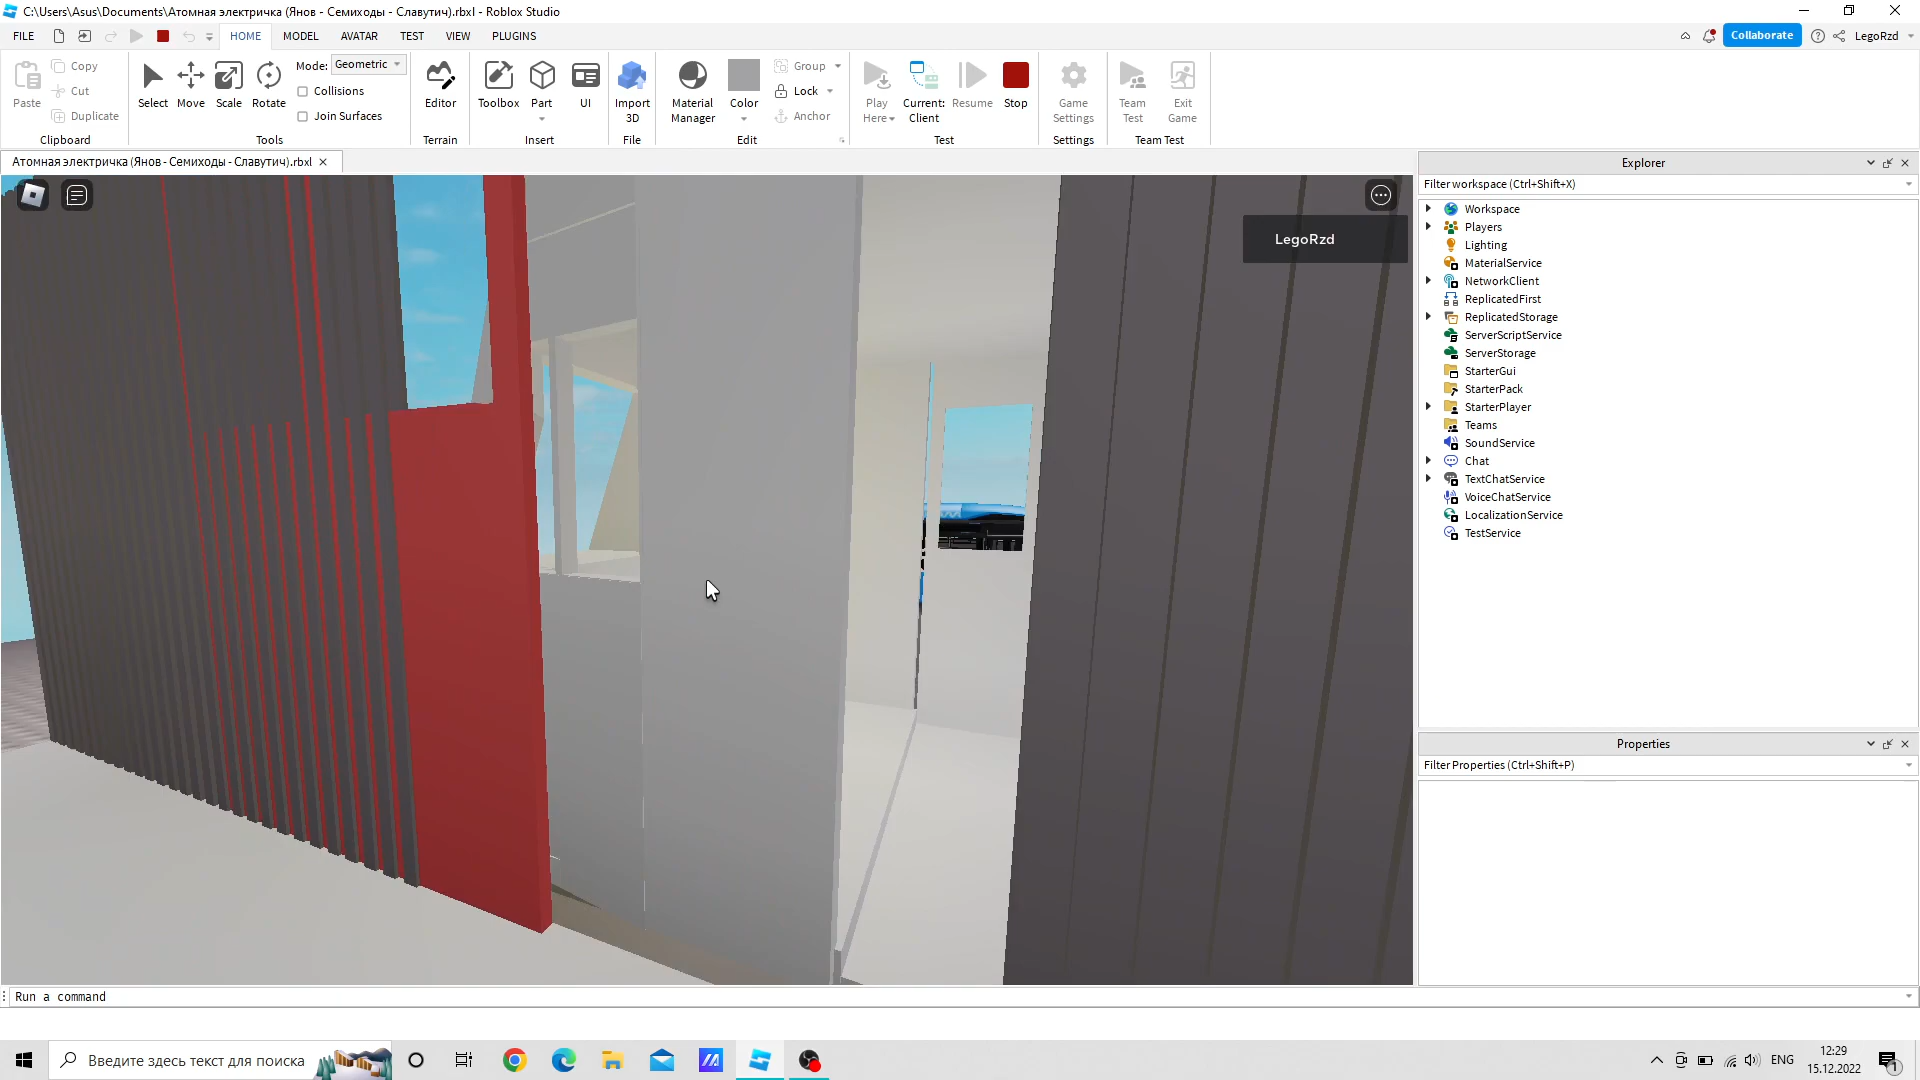 C:\Users\Asus\Documents\Атомная электричка (Янов - Семиходы - Славутич).rbxl - Roblox Studio
FILE HOME MODEL AVATAR TEST VIEW PLUGINS Collaborate LegoRzd
Paste Copy Cut Duplicate Clipboard
Select Move Scale Rotate Mode: Geometric Collisions Join Surfaces Tools
Editor Terrain
Toolbox Part UI Insert
Import 3D File
Material Manager Color Group Lock Anchor Edit
Play Here Current: Client Resume Stop Test
Game Settings Settings
Team Test Exit Game Team Test
Атомная электричка (Янов - Семиходы - Славутич).rbxl
LegoRzd
Explorer
Filter workspace (Ctrl+Shift+X)
Workspace
Players
Lighting
MaterialService
NetworkClient
ReplicatedFirst
ReplicatedStorage
ServerScriptService
ServerStorage
StarterGui
StarterPack
StarterPlayer
Teams
SoundService
Chat
TextChatService
VoiceChatService
LocalizationService
TestService
Properties
Filter Properties (Ctrl+Shift+P)
Run a command
Введите здесь текст для поиска
ENG
12:29
15.12.2022
1